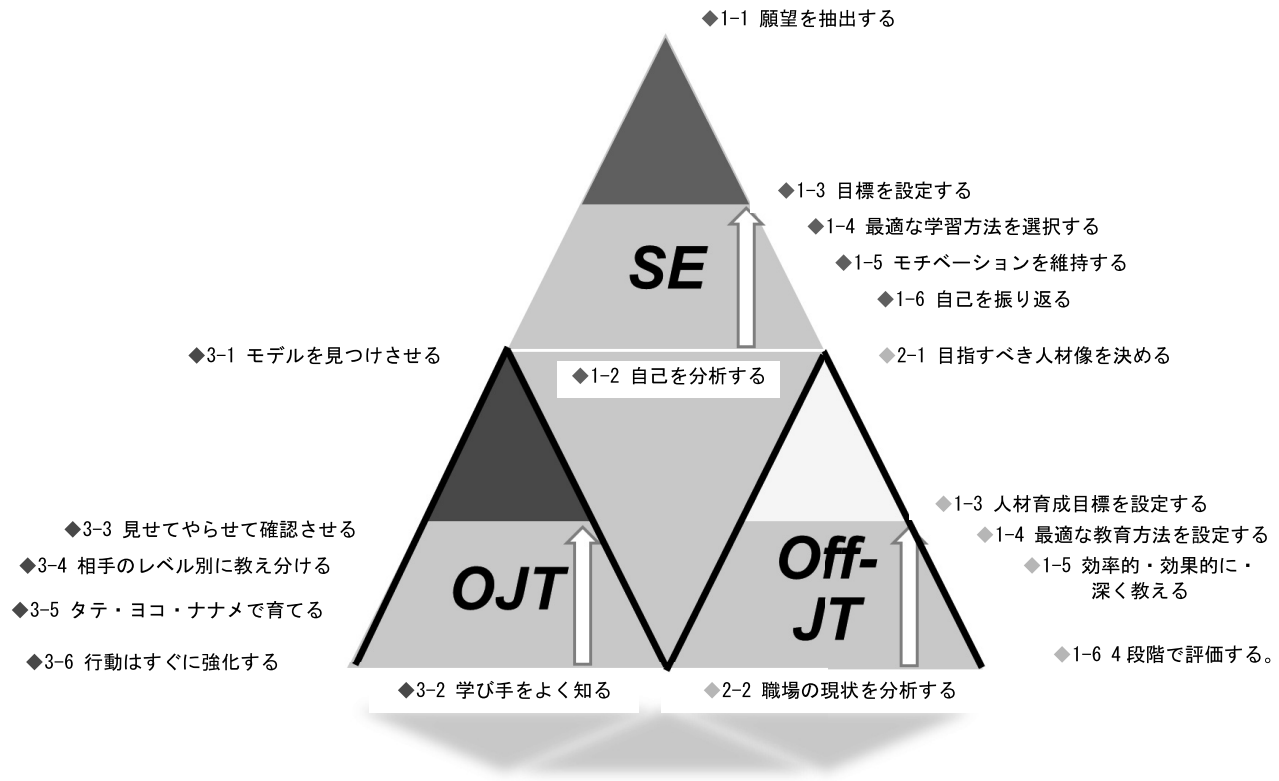 ◆1-1 願望を抽出する
◆1-3 目標を設定する
◆1-4 最適な学習方法を選択する
◆1-5 モチベーションを維持する
◆1-6 自己を振り返る
SE
◆1-2 自己を分析する
◆3-1 モデルを見つけさせる
◆3-3 見せてやらせて確認させる
◆3-4 相手のレベル別に教え分ける
◆3-5 タテ・ヨコ・ナナメで育てる
◆3-6 行動はすぐに強化する
OJT
◆3-2 学び手をよく知る
◆2-1 目指すべき人材像を決める
◆1-3 人材育成目標を設定する
◆1-4 最適な教育方法を設定する
◆1-5 効率的・効果的に・
深く教える
◆1-6 4段階で評価する。
Off-
JT
◆2-2 職場の現状を分析する